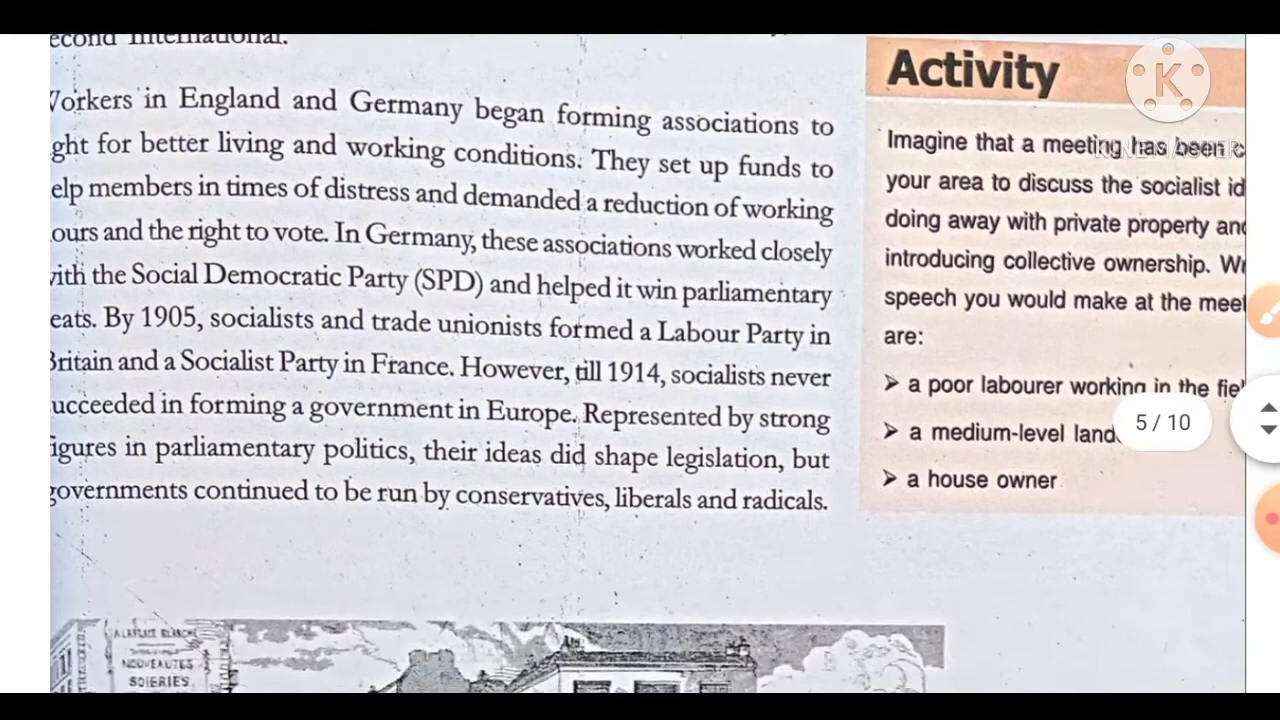 econd International.
orkers in England and Germany began forming associations to
ght for better living and working conditions. They set up funds to
elp members in times of distress and demanded a reduction of working
ours and the right to vote. In Germany, these associations worked closely
ith the Social Democratic Party (SPD) and helped it win parliamentary
eats. By 1905, socialists and trade unionists formed a Labour Party in
Britain and a Socialist Party in France. However, till 1914, socialists never
ucceeded in forming a government in Europe. Represented by strong
igures in parliamentary politics, their ideas did shape legislation, but
governments continued to be run by conservatives, liberals and radicals.
NOUVEAUTES
SOIERIES
Activity
K
KINEMASTER
Imagine that a meeting has been c
your area to discuss the socialist id
doing away with private property and
introducing collective ownership. Wr
speech you would make at the meet
are:
➤ a poor labourer working in the fiel
➤ a medium-level land
➤ a house owner
5 / 10